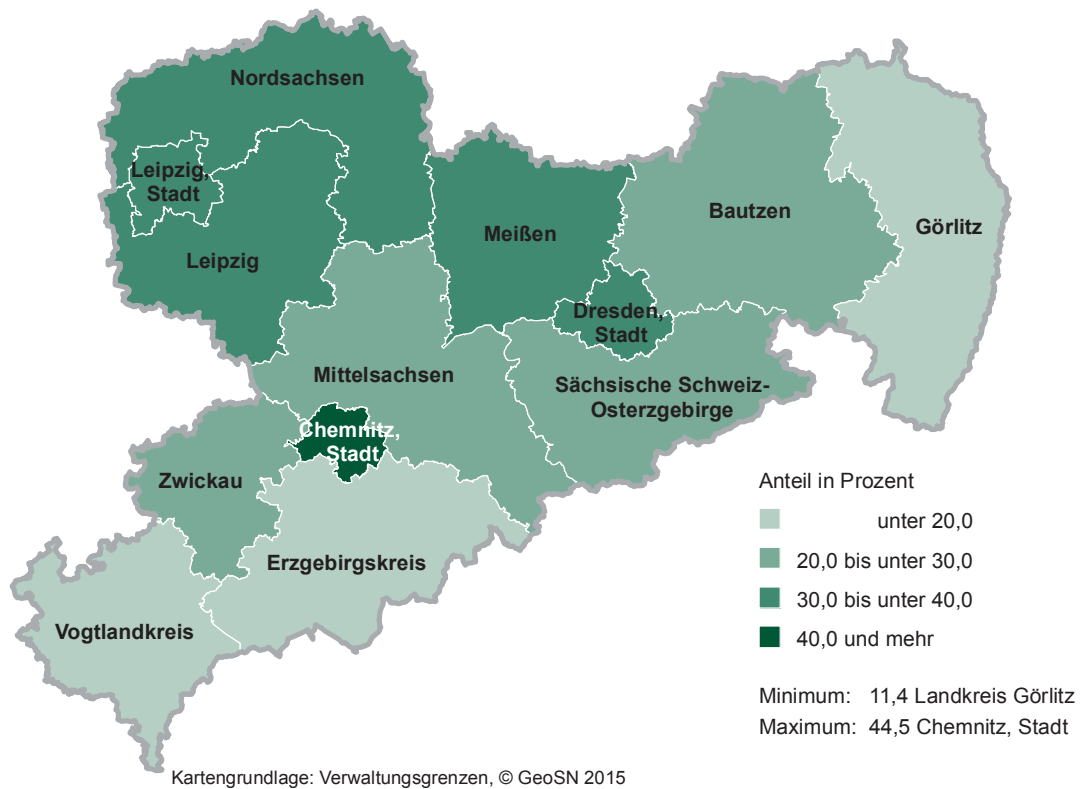 Nordsachsen
Leipzig,
Stadt
Leipzig
Meißen
Bautzen
Görlitz
Dresden,
Stadt
Mittelsachsen
Sächsische Schweiz-
Osterzgebirge
Chemnitz,
Stadt
Zwickau
Erzgebirgskreis
Vogtlandkreis
Anteil in Prozent
unter 20,0
20,0 bis unter 30,0
30,0 bis unter 40,0
40,0 und mehr
Minimum: 11,4 Landkreis Görlitz
Maximum: 44,5 Chemnitz, Stadt
Kartengrundlage: Verwaltungsgrenzen, © GeoSN 2015